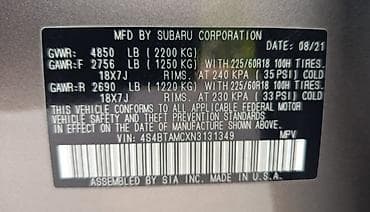 MFD BY SUBARU CORPORATION DATE: 08/21
GVWR: 4850 LB (2200 KG)
GAWR:F 2756 LB (1250 KG) WITH 225/60R18 100H TIRES.
18X7J RIMS. AT 240 KPA (35 PSI) COLD
GAWR:R 2690 LB (1220 KG) WITH 225/60R18 100H TIRES.
18X7J RIMS. AT 230 KPA (33 PSI) COLD
THIS VEHICLE CONFORMS TO ALL APPLICABLE FEDERAL MOTOR
VEHICLE SAFETY STANDARDS IN EFFECT ON THE DATE OF
MANUFACTURE SHOWN ABOVE.
VIN: 4S4BTAMCXN3131349 MPV
ASSEMBLED BY SIA MADE IN U.S.A.